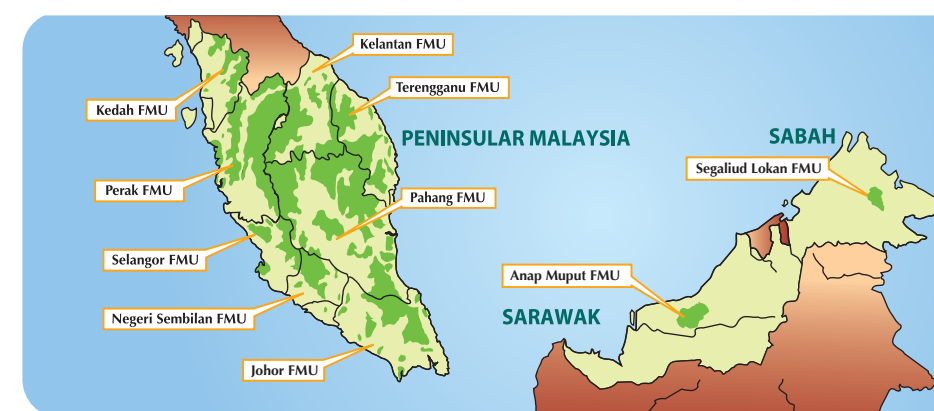 Kelantan FMU
Terengganu FMU
Kedah FMU
PENINSULAR MALAYSIA
SABAH
Segaliud Lokan FMU
Perak FMU
Pahang FMU
Selangor FMU
Anap Muput FMU
Negeri Sembilan FMU
SARAWAK
Johor FMU